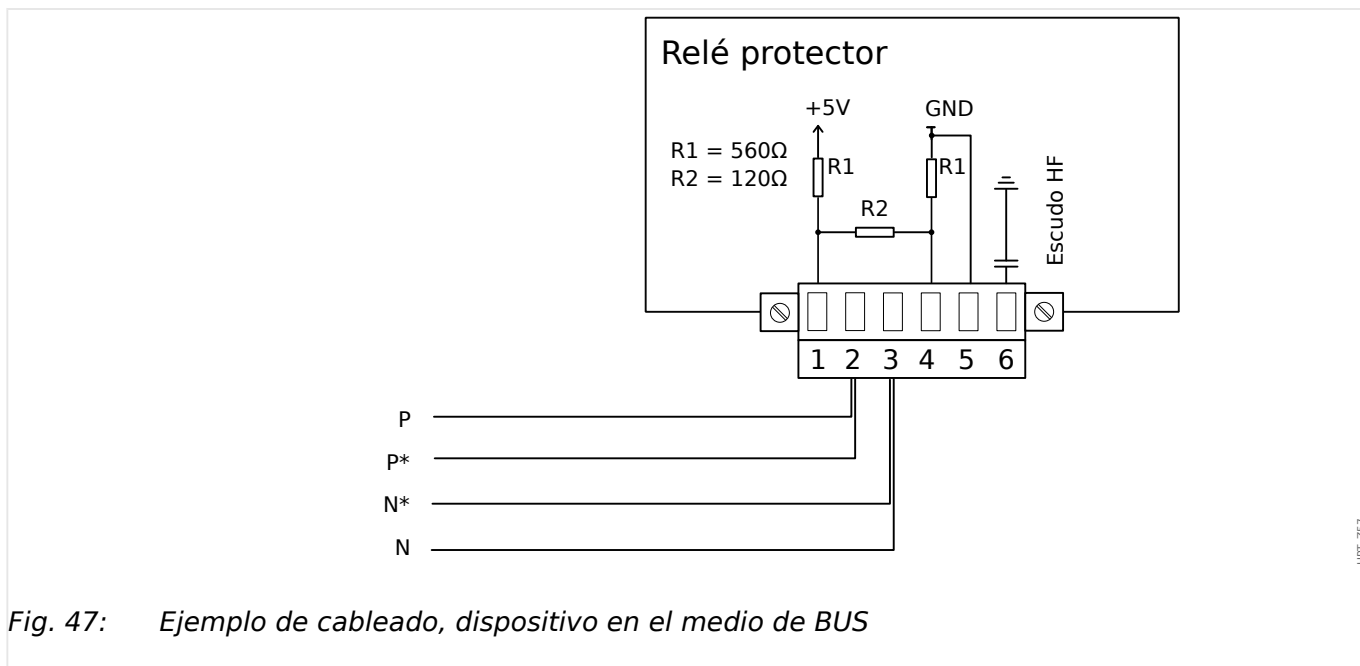 Relé protector
+5V
GND
R1 = 560Ω
R2 = 120Ω
R1
R1
R2
Escudo HF
1 2 3 4 5 6
P
P*
N*
N
Fig. 47: Ejemplo de cableado, dispositivo en el medio de BUS